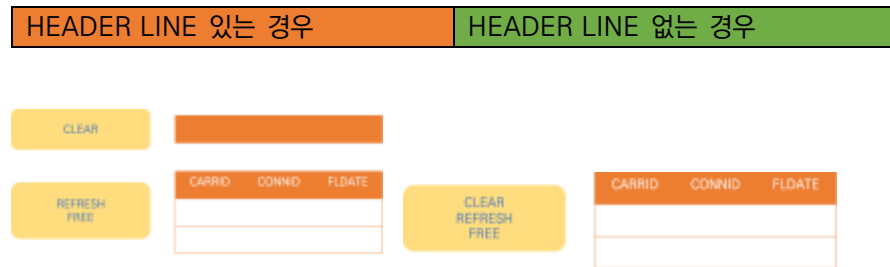 HEADER LINE 있는 경우
HEADER LINE 없는 경우
CLEAR
REFRESH
FREE
CARRID CONNID FLDATE
CLEAR
REFRESH
FREE
CARRID CONNID FLDATE